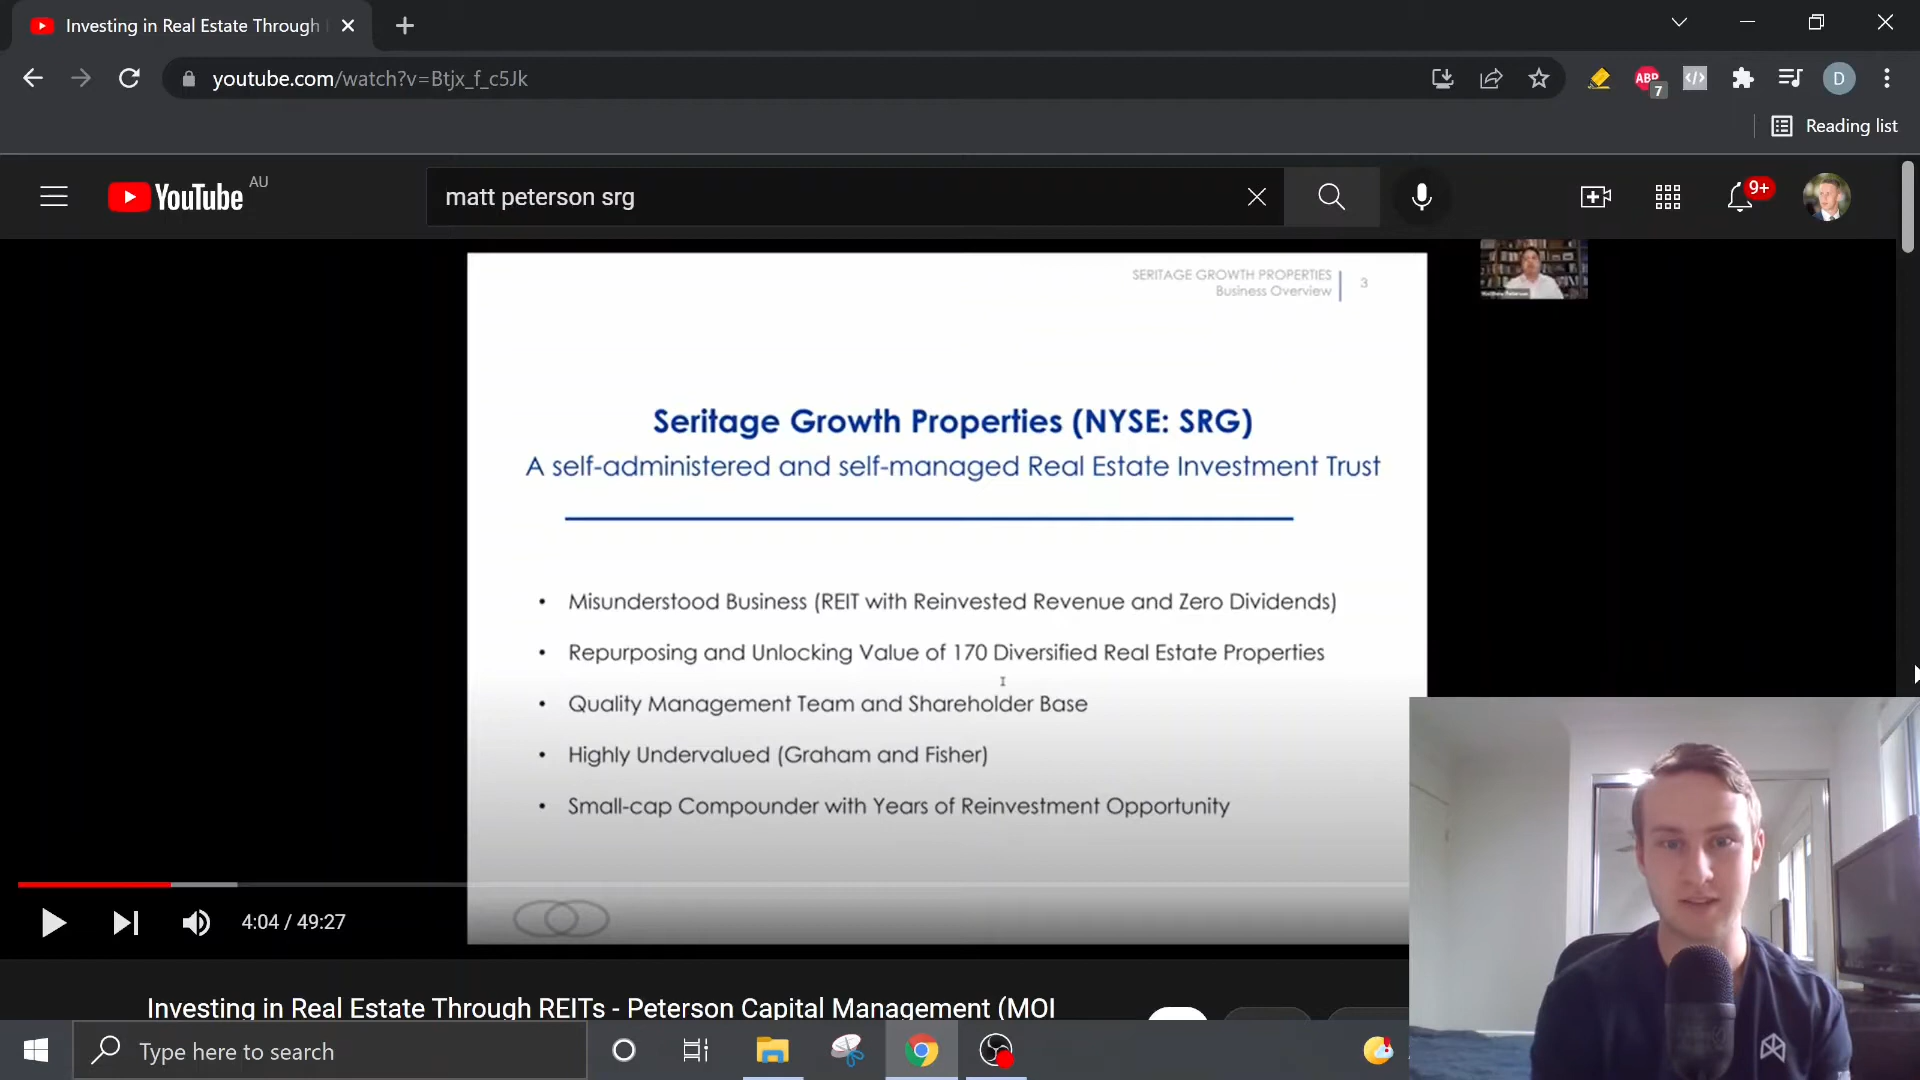 Investing in Real Estate Through
youtube.com/watch?v=Btjx_f_c5Jk
ABP
7
D
Reading list
YouTube AU
matt peterson srg
9+
SERITAGE GROWTH PROPERTIES
Business Overview
3
Matthew Peterson
Seritage Growth Properties (NYSE: SRG)
A self-administered and self-managed Real Estate Investment Trust
• Misunderstood Business (REIT with Reinvested Revenue and Zero Dividends)
• Repurposing and Unlocking Value of 170 Diversified Real Estate Properties
• Quality Management Team and Shareholder Base
• Highly Undervalued (Graham and Fisher)
• Small-cap Compounder with Years of Reinvestment Opportunity
4:04 / 49:27
Investing in Real Estate Through REITs - Peterson Capital Management (MOI
Type here to search